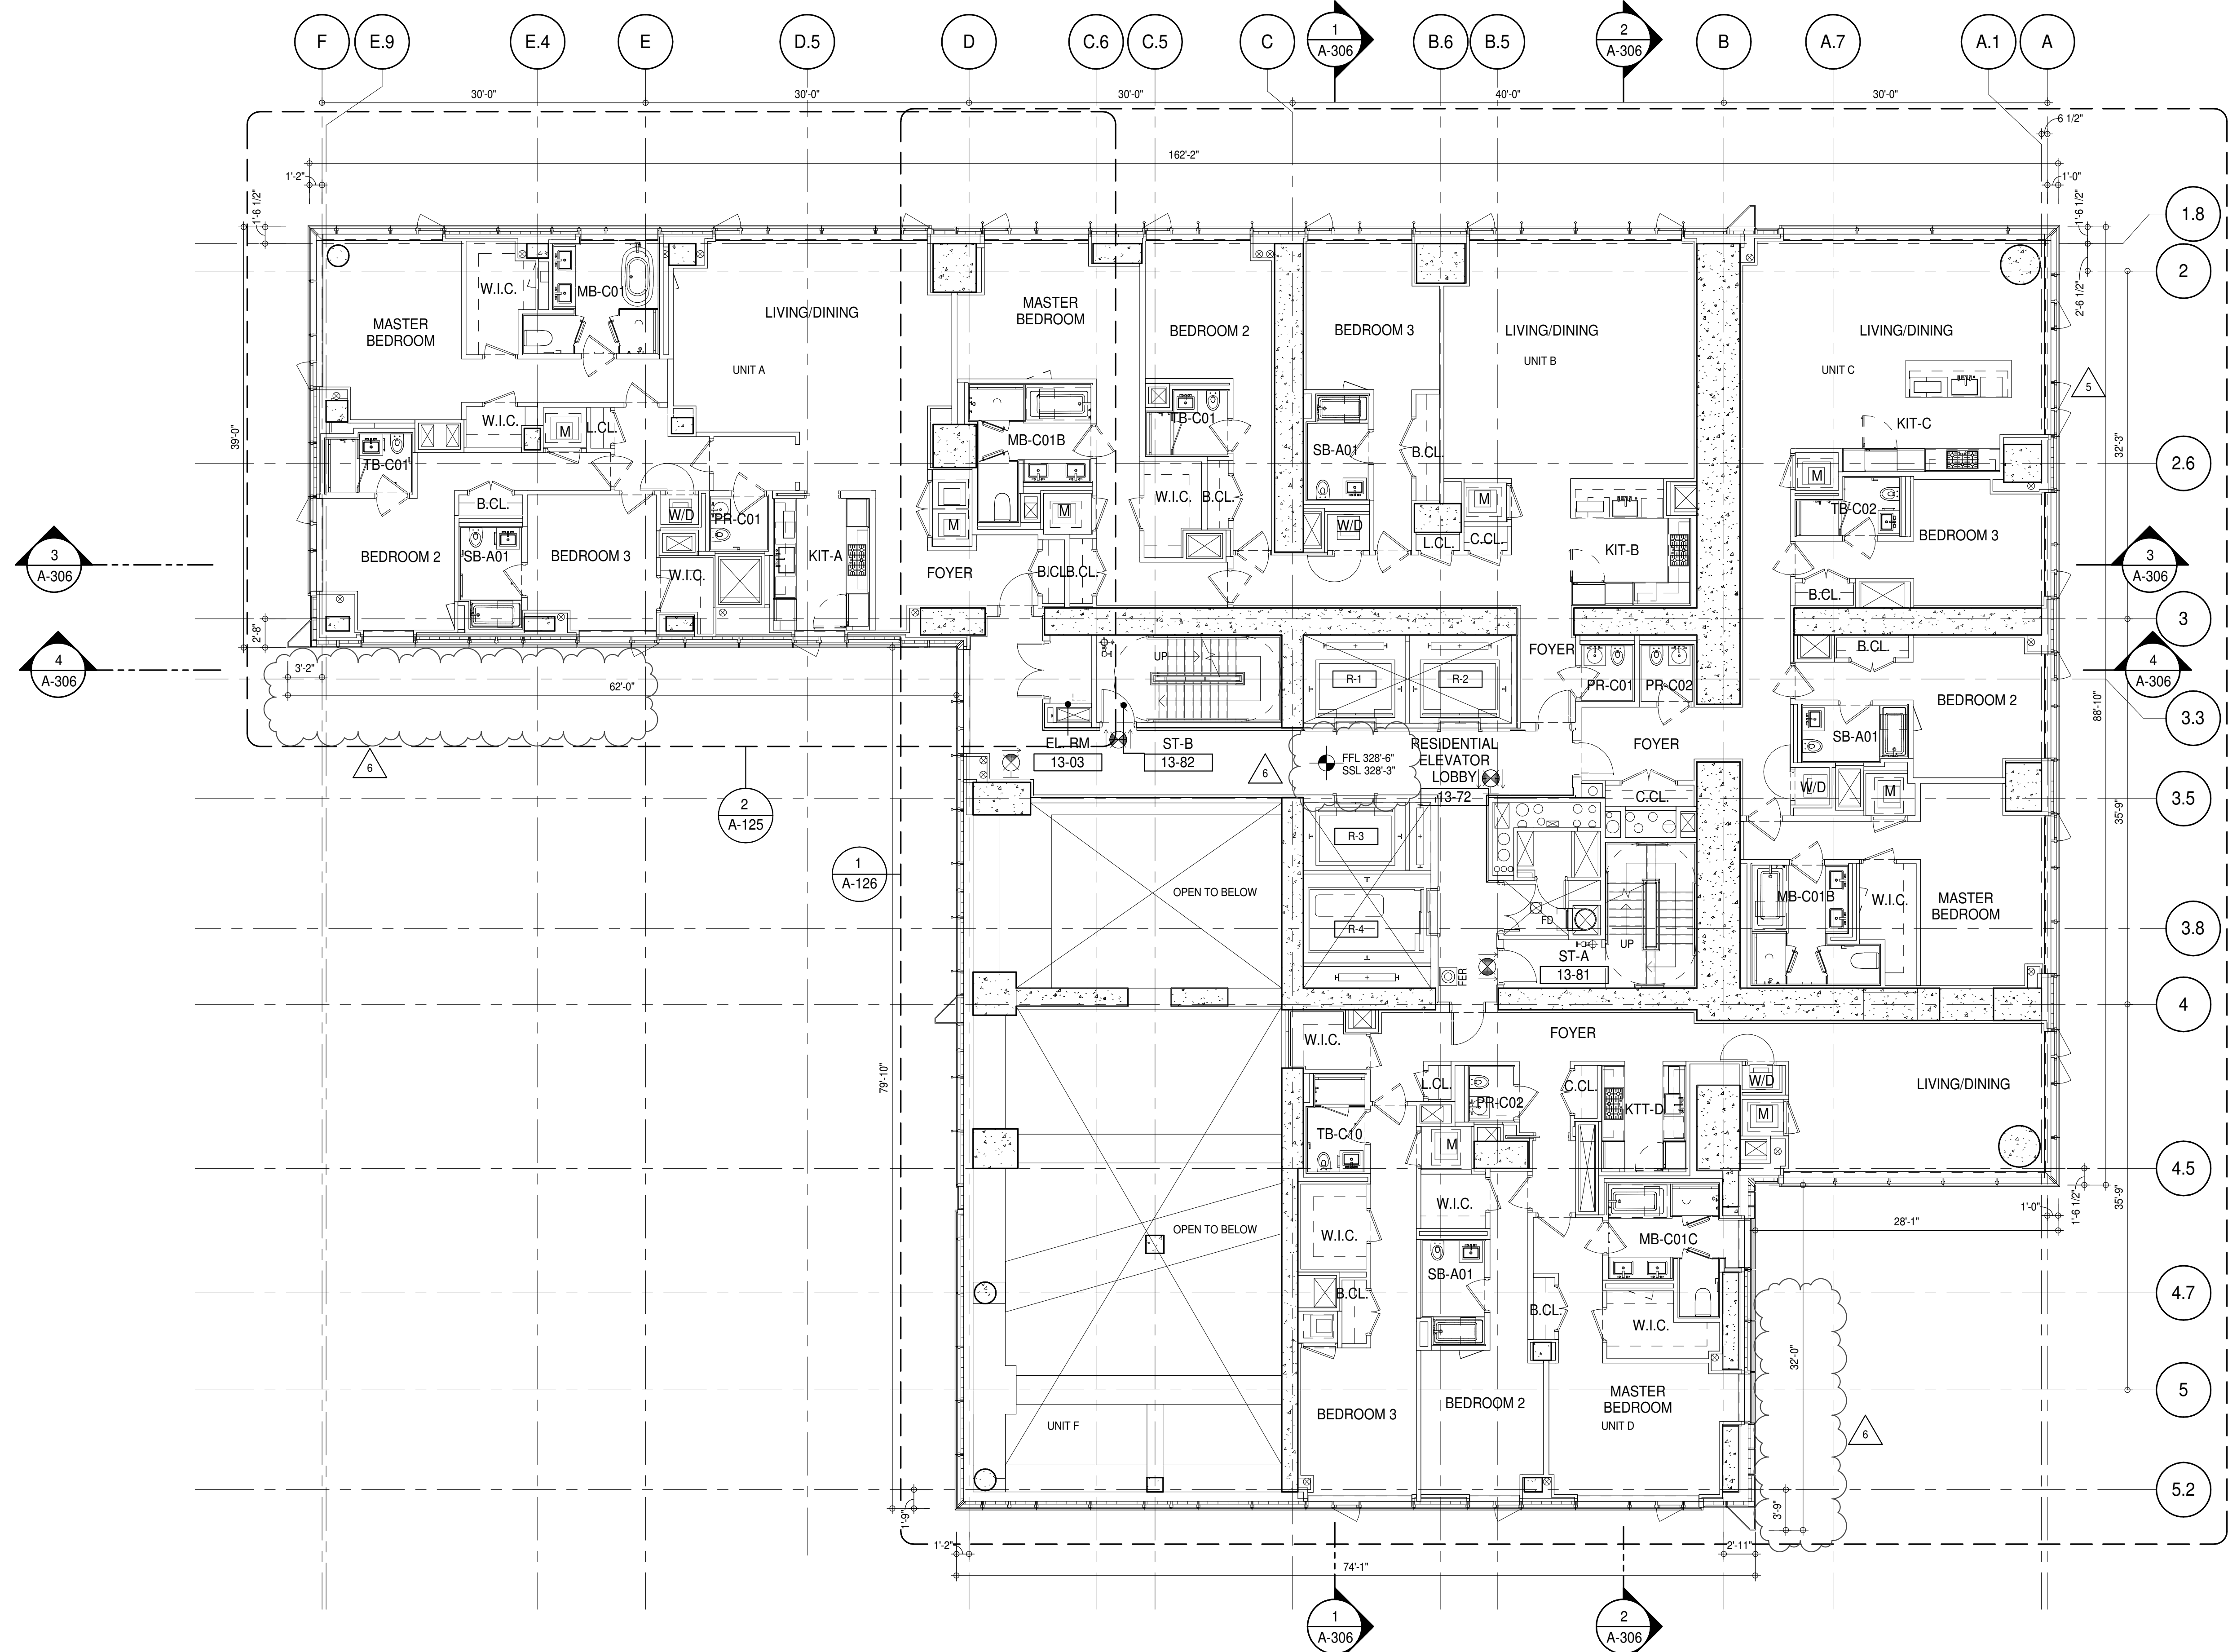 F
E.9
E.4
E
D.5
D
C.6
C.5
C
1
A-306
B.6
B.5
2
A-306
B
A.7
A.1
A
30'-0"
30'-0"
30'-0"
40'-0"
30'-0"
6 1/2"
162'-2"
1'-2"
1'-0"
1'-6 1/2"
1'-6 1/2"
1.8
2
2'-6 1/2"
W.I.C.
MB-C01
MASTER
BEDROOM
LIVING/DINING
UNIT A
MASTER
BEDROOM
BEDROOM 2
BEDROOM 3
LIVING/DINING
UNIT B
LIVING/DINING
UNIT C
5
39'-0"
32'-3"
W.I.C.
M
L.CL.
TB-C01
MB-C01B
TB-C01
SB-A01
B.CL.
KIT-C
2.6
B.CL.
W/D
PR-C01
M
M
W.I.C.
B.CL.
W/D
M
M
TB-C02
BEDROOM 2
SB-A01
BEDROOM 3
KIT-A
L.CL.
C.CL.
KIT-B
BEDROOM 3
3
A-306
3
A-306
W.I.C.
FOYER
B.CL.
B.CL.
B.CL.
3
2'-8"
4
A-306
4
A-306
3'-2"
62'-0"
UP
R-1
R-2
FOYER
PR-C01
PR-C02
B.CL.
BEDROOM 2
88'-10"
3.3
EL. RM
13-03
ST-B
13-82
6
6
FFL 328'-6"
SSL 328'-3"
RESIDENTIAL
ELEVATOR
LOBBY
13-72
FOYER
SB-A01
W/D
M
C.CL.
3.5
35'-9"
2
A-125
1
A-126
R-3
OPEN TO BELOW
R-4
FD
UP
MB-C01B
W.I.C.
MASTER
BEDROOM
3.8
ST-A
13-81
FER
4
FOYER
W.I.C.
79'-10"
L.CL.
PR-C02
C.CL.
KTT-D
W/D
M
LIVING/DINING
TB-C10
M
4.5
W.I.C.
W.I.C.
OPEN TO BELOW
MB-C01C
1'-0"
1'-6 1/2"
35'-9"
28'-1"
SB-A01
B.CL.
B.CL.
W.I.C.
4.7
32'-0"
5
UNIT F
BEDROOM 3
BEDROOM 2
MASTER
BEDROOM
UNIT D
6
5.2
1'-9"
3'-9"
1'-2"
2'-11"
74'-1"
1
A-306
2
A-306